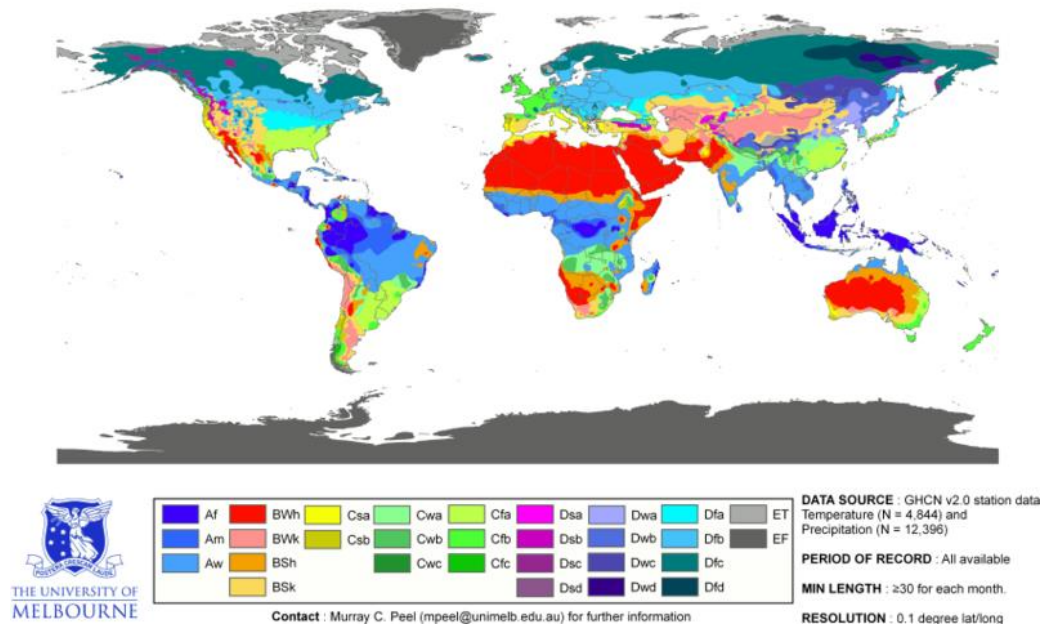 Af
Am
Aw
BWh
BWk
BSh
BSk
Csa
Csb
Cwa
Cwb
Cwc
Cfa
Cfb
Cfc
Dsa
Dsb
Dsc
Dsd
Dwa
Dwb
Dwc
Dwd
Dfa
Dfb
Dfc
Dfd
ET
EF
DATA SOURCE : GHCN v2.0 station data
Temperature (N = 4,844) and
Precipitation (N = 12,396)
PERIOD OF RECORD : All available
MIN LENGTH : ≥30 for each month.
RESOLUTION : 0.1 degree lat/long
POSTERA CRESCAM LAUDE
THE UNIVERSITY OF
MELBOURNE
Contact : Murray C. Peel (mpeel@unimelb.edu.au) for further information